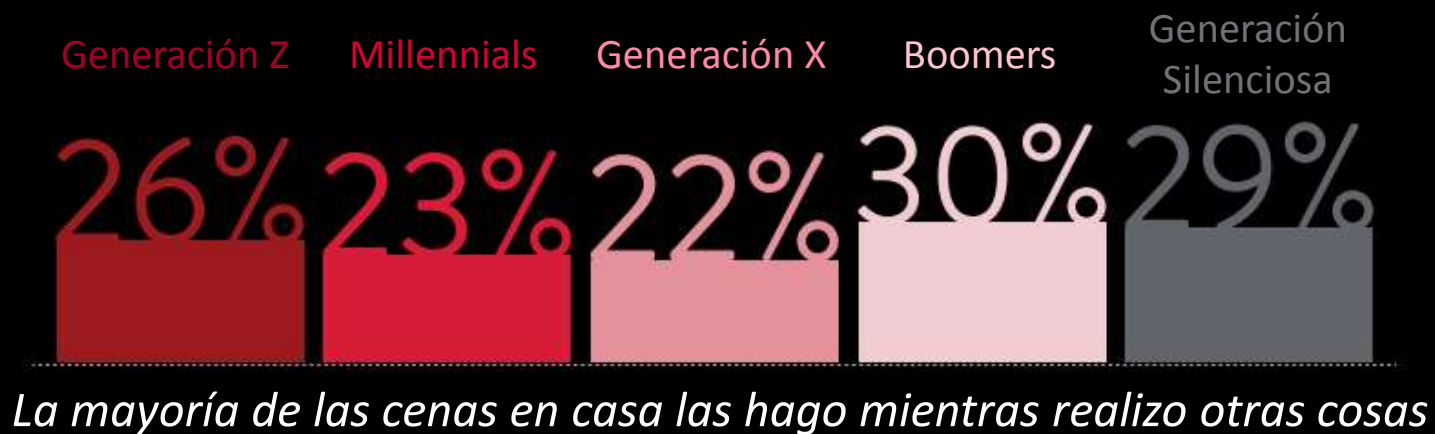 Generación Z
Millennials
Generación X
Boomers
Generación
Silenciosa
26%
23%
22%
30%
29%
La mayoría de las cenas en casa las hago mientras realizo otras cosas